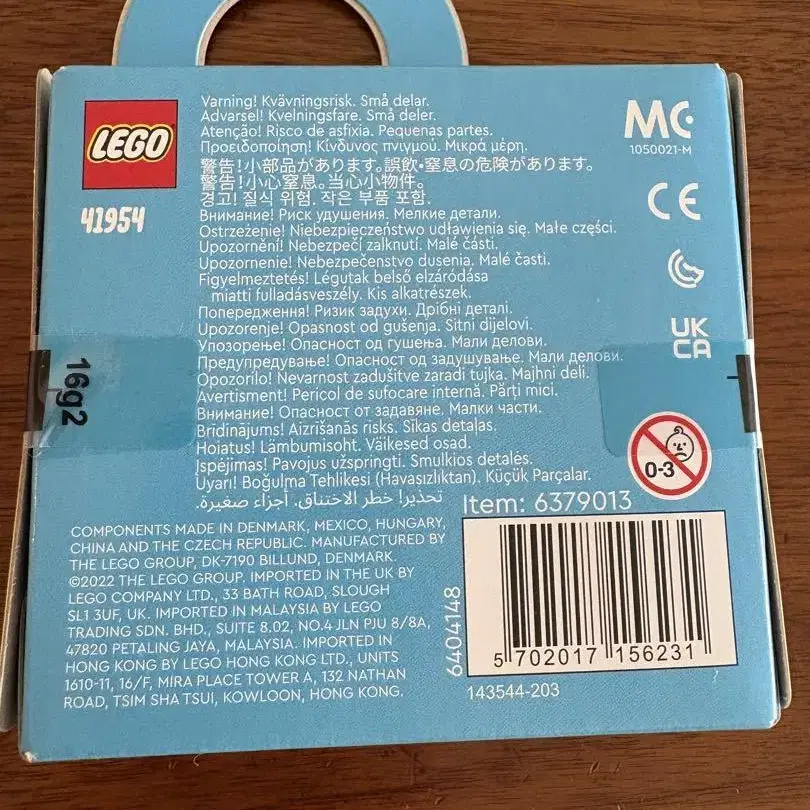 LEGO
41954
Varning! Kvävningsrisk. Små delar.
Advarsel! Kvelningsfare. Små deler.
Atenção! Risco de asfixia. Pequenas partes.
Προειδοποίηση! Κίνδυνος πνιγμού. Μικρά μέρη.
警告!小部品があります。誤飲・窒息の危険があります。
警告!小心窒息。当心小物件。
경고! 질식 위험. 작은 부품 포함.
Внимание! Риск удушения. Мелкие детали.
Ostrzeżenie! Niebezpieczeństwo udławienia się. Małe części.
Upozornění! Nebezpečí zalknutí. Malé části.
Upozornenie! Nebezpečenstvo dusenia. Malé časti.
Figyelmeztetés! Légutak belső elzáródása
miatti fulladásveszély. Kis alkatrészek.
Попередження! Ризик задухи. Дрібні деталі.
Upozorenje! Opasnost od gušenja. Sitni dijelovi.
Упозорење! Опасност од гушења. Мали делови.
Предупредување! Опасност од задушување. Мали делови.
Opozorilo! Nevarnost zadušitve zaradi tujka. Majhni deli.
Avertisment! Pericol de sufocare internă. Părți mici.
Внимание! Опасност от задавяне. Малки части.
Brīdinājums! Aizrīšanās risks. Sīkas detaļas.
Hoiatus! Lämbumisoht. Väikesed osad.
Įspėjimas! Pavojus užspringti. Smulkios detalės.
Uyarı! Boğulma Tehlikesi (Havasızlıktan). Küçük Parçalar.
تحذير! خطر الاختناق. أجزاء صغيرة.
MC
1050021-M
CE
UK
CA
0-3
16g2
COMPONENTS MADE IN DENMARK, MEXICO, HUNGARY,
CHINA AND THE CZECH REPUBLIC. MANUFACTURED BY
THE LEGO GROUP, DK-7190 BILLUND, DENMARK.
©2022 THE LEGO GROUP. IMPORTED IN THE UK BY
LEGO COMPANY LTD., 33 BATH ROAD, SLOUGH
SL1 3UF, UK. IMPORTED IN MALAYSIA BY LEGO
TRADING SDN. BHD., SUITE 8.02, NO.4 JLN PJU 8/8A,
47820 PETALING JAYA, MALAYSIA. IMPORTED IN
HONG KONG BY LEGO HONG KONG LTD., UNITS
1610-11, 16/F, MIRA PLACE TOWER A, 132 NATHAN
ROAD, TSIM SHA TSUI, KOWLOON, HONG KONG.
Item: 6379013
6404148
5 702017 156231
143544-203